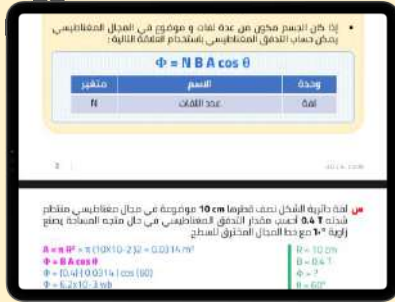 • إذا كان الجسم مكون من عدة لفات و موضوع في المجال المغناطيسي
يمكن حساب التدفق المغناطيسي باستخدام العلاقة التالية :
Φ = N B A cos θ
متغير الاسم وحدة
N عدد اللفات لفة
2
س لفة دائرية الشكل نصف قطرها 10 cm موضوعة في مجال مغناطيسي منتظم
شدته 0.4 T أحسب مقدار التدفق المغناطيسي في حال متجه المساحة يصنع
زاوية ٦٠° مع خط المجال المخترق للسطح
A = π R² = π (10X10-2)2 = 0.0314 m²
R = 10 cm
Φ = B A cos θ
B = 0.4 T
Φ = (0.4) ( 0.0314 ) cos (60)
Φ = ?
Φ = 6.2x10-3 wb
θ = 60°